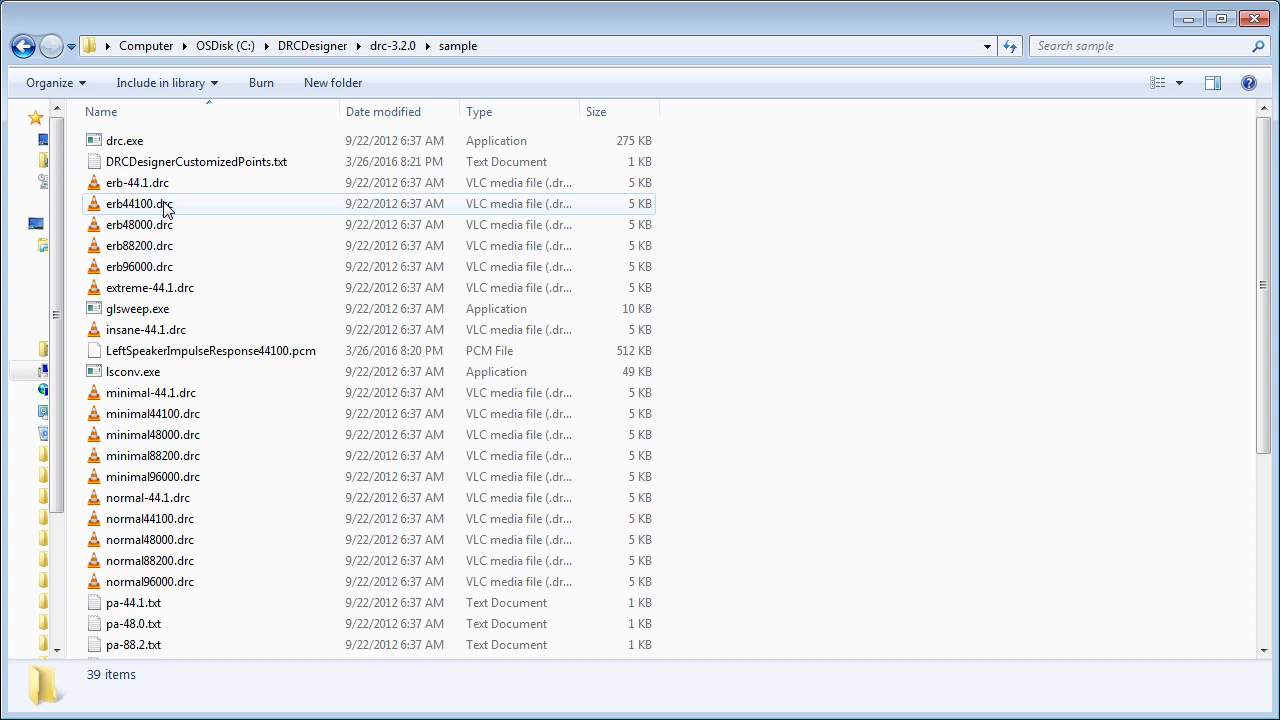 Computer OSDisk (C:) DRCDesigner drc-3.2.0 sample Search sample
Organize Include in library Burn New folder
Name Date modified Type Size
drc.exe 9/22/2012 6:37 AM Application 275 KB
DRCDesignerCustomizedPoints.txt 3/26/2016 8:21 PM Text Document 1 KB
erb-44.1.drc 9/22/2012 6:37 AM VLC media file (.dr... 5 KB
erb44100.drc 9/22/2012 6:37 AM VLC media file (.dr... 5 KB
erb48000.drc 9/22/2012 6:37 AM VLC media file (.dr... 5 KB
erb88200.drc 9/22/2012 6:37 AM VLC media file (.dr... 5 KB
erb96000.drc 9/22/2012 6:37 AM VLC media file (.dr... 5 KB
extreme-44.1.drc 9/22/2012 6:37 AM VLC media file (.dr... 5 KB
glsweep.exe 9/22/2012 6:37 AM Application 10 KB
insane-44.1.drc 9/22/2012 6:37 AM VLC media file (.dr... 5 KB
LeftSpeakerImpulseResponse44100.pcm 3/26/2016 8:20 PM PCM File 512 KB
lsconv.exe 9/22/2012 6:37 AM Application 49 KB
minimal-44.1.drc 9/22/2012 6:37 AM VLC media file (.dr... 5 KB
minimal44100.drc 9/22/2012 6:37 AM VLC media file (.dr... 5 KB
minimal48000.drc 9/22/2012 6:37 AM VLC media file (.dr... 5 KB
minimal88200.drc 9/22/2012 6:37 AM VLC media file (.dr... 5 KB
minimal96000.drc 9/22/2012 6:37 AM VLC media file (.dr... 5 KB
normal-44.1.drc 9/22/2012 6:37 AM VLC media file (.dr... 5 KB
normal44100.drc 9/22/2012 6:37 AM VLC media file (.dr... 5 KB
normal48000.drc 9/22/2012 6:37 AM VLC media file (.dr... 5 KB
normal88200.drc 9/22/2012 6:37 AM VLC media file (.dr... 5 KB
normal96000.drc 9/22/2012 6:37 AM VLC media file (.dr... 5 KB
pa-44.1.txt 9/22/2012 6:37 AM Text Document 1 KB
pa-48.0.txt 9/22/2012 6:37 AM Text Document 1 KB
pa-88.2.txt 9/22/2012 6:37 AM Text Document 1 KB
39 items